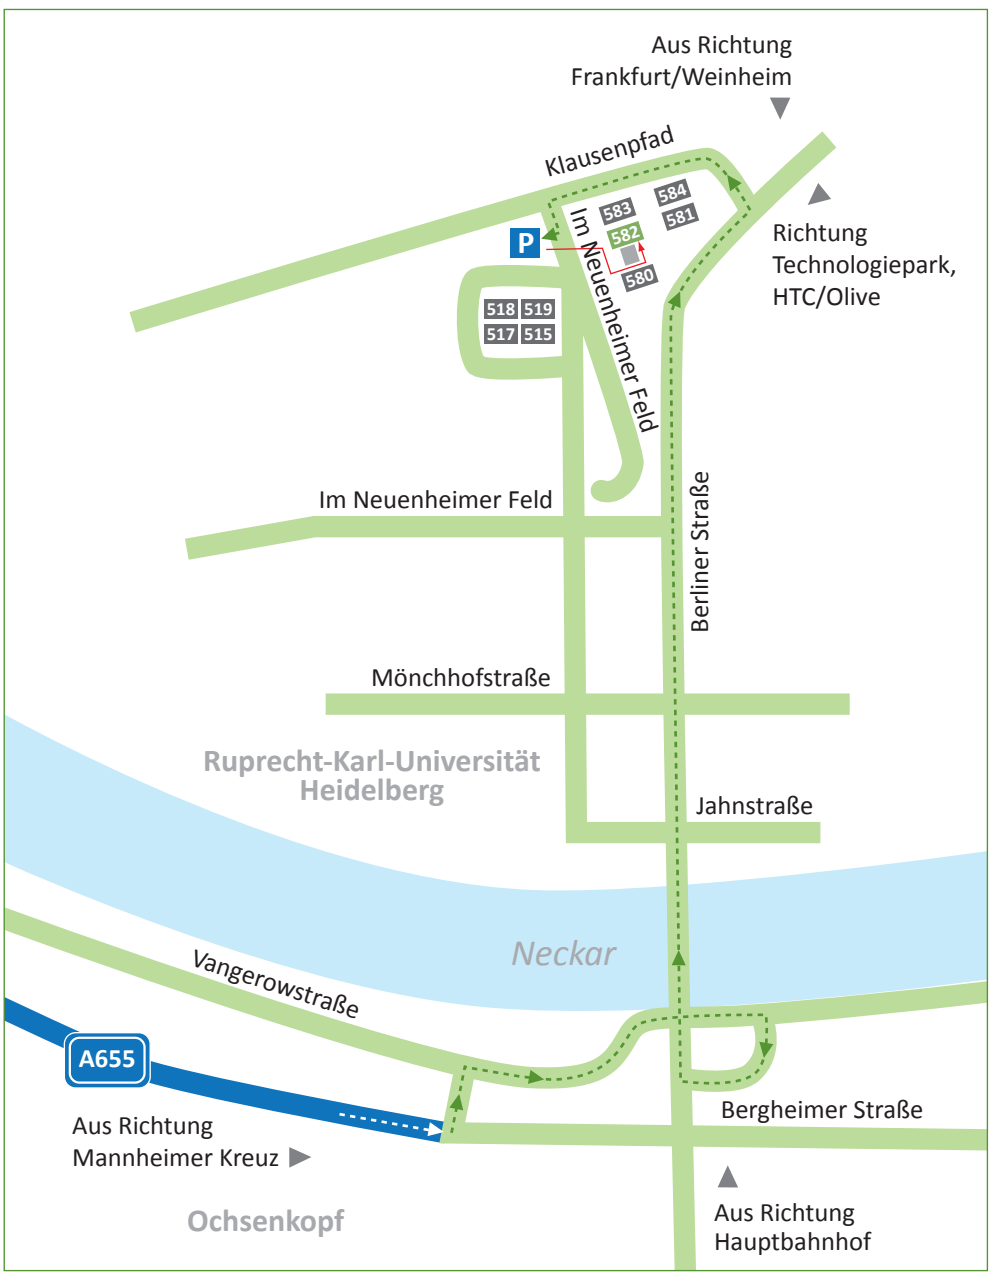 Aus Richtung
Frankfurt/Weinheim
Klausenpfad
584
583
581
582
P
Im Neuenheimer Feld
580
Richtung
Technologiepark,
HTC/Olive
518 519
517 515
Im Neuenheimer Feld
Berliner Straße
Mönchhofstraße
Ruprecht-Karl-Universität
Heidelberg
Jahnstraße
Neckar
Vangerowstraße
A655
Bergheimer Straße
Aus Richtung
Mannheimer Kreuz
Ochsenkopf
Aus Richtung
Hauptbahnhof